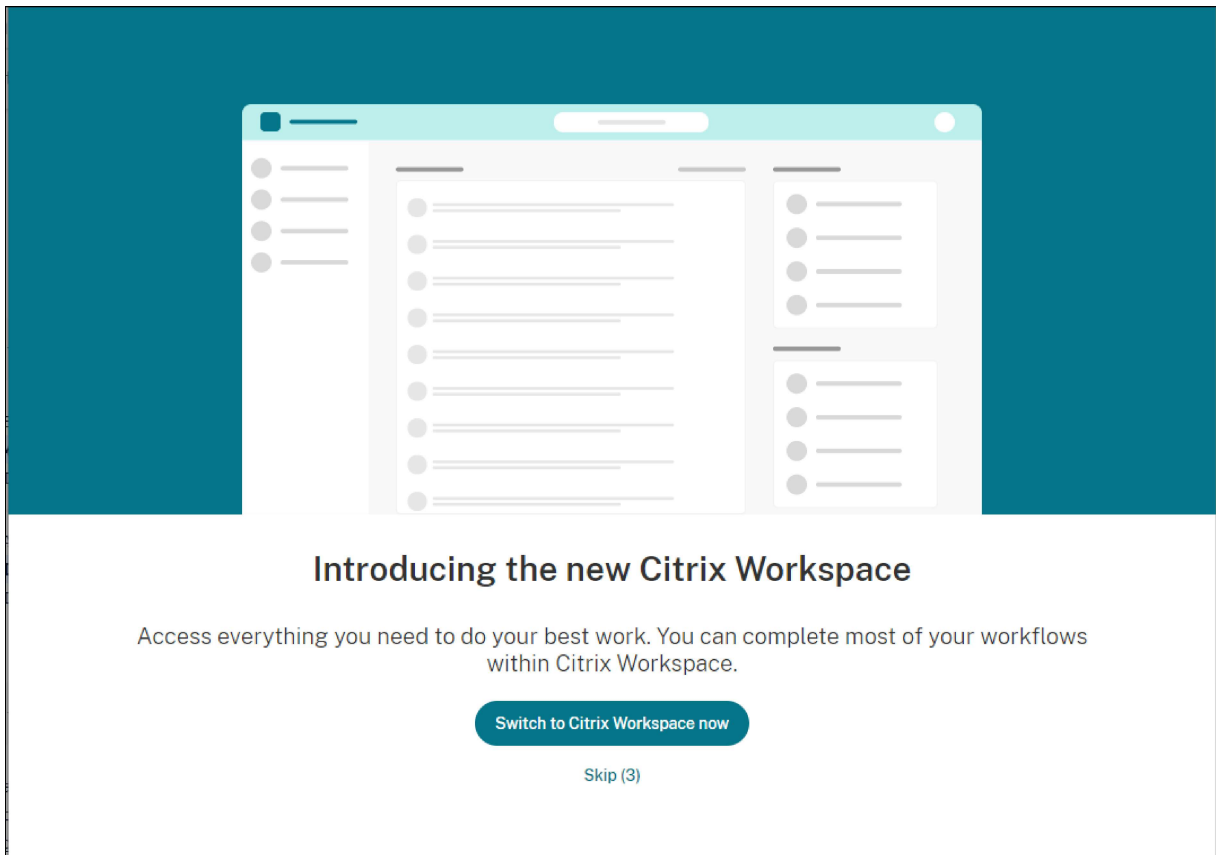 Introducing the new Citrix Workspace
Access everything you need to do your best work. You can complete most of your workflows
within Citrix Workspace.
Switch to Citrix Workspace now
Skip (3)